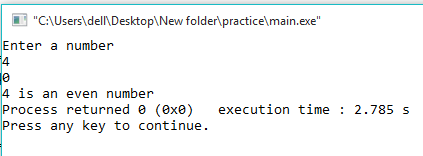 "C:\Users\dell\Desktop\New folder\practice\main.exe"
Enter a number
4
0
4 is an even number
Process returned 0 (0x0)   execution time : 2.785 s
Press any key to continue.